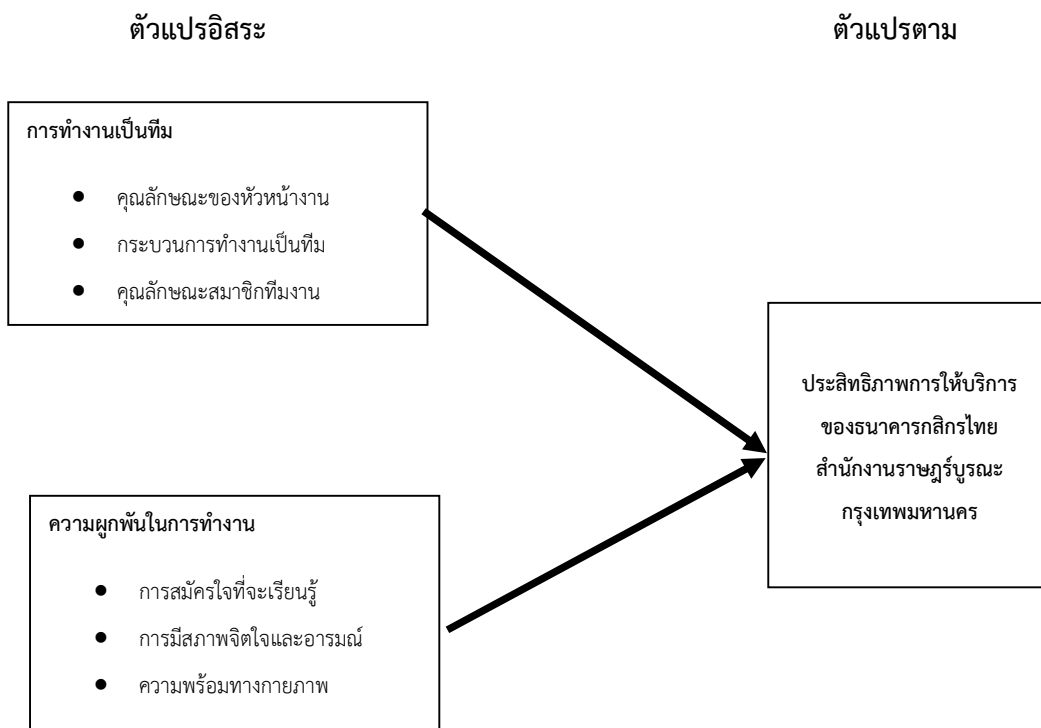 ตัวแปรอิสระ
ตัวแปรตาม
การทำงานเป็นทีม
● คุณลักษณะของหัวหน้างาน
● กระบวนการทำงานเป็นทีม
● คุณลักษณะสมาชิกทีมงาน
ประสิทธิภาพการให้บริการ
ของธนาคารกสิกรไทย
สำนักงานราษฎร์บูรณะ
กรุงเทพมหานคร
ความผูกพันในการทำงาน
● การสมัครใจที่จะเรียนรู้
● การมีสภาพจิตใจและอารมณ์
● ความพร้อมทางกายภาพ